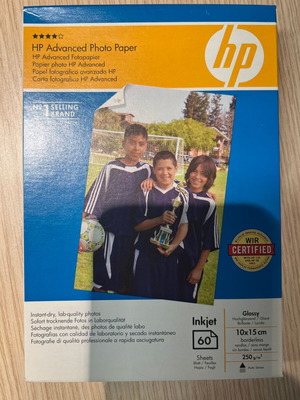 hp
HP Advanced Photo Paper
HP Advanced Fotopapier
Papier photo HP Advanced
Papel fotográfico avanzado HP
Carta fotografica HP Advanced
No 1 SELLING
BRAND
WIR
CERTIFIED
Instant-dry, lab-quality photos
Sofort trocknende Fotos in Laborqualität
Séchage instantané, des photos de qualité labo
Fotografías con calidad de laboratorio y secado instantáneo
Fotografie di qualità professionale a rapida asciugatura
Inkjet
60
Sheets
Glossy
10x15 cm
borderless
250 g/m²